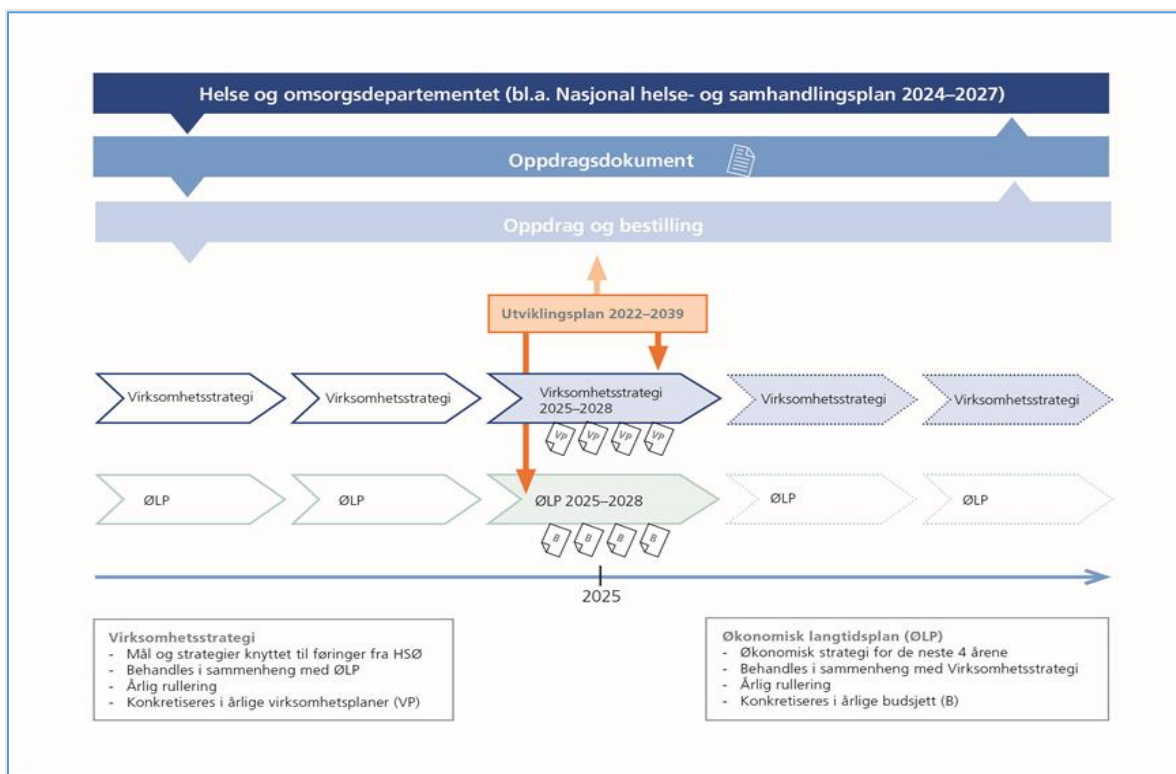 Helse og omsorgsdepartementet (bl.a. Nasjonal helse- og samhandlingsplan 2024–2027)
Oppdragsdokument
Oppdrag og bestilling
Utviklingsplan 2022–2039
Virksomhetsstrategi
Virksomhetsstrategi
Virksomhetsstrategi
2025–2028
Virksomhetsstrategi
Virksomhetsstrategi
VP
VP
VP
VP
ØLP
ØLP
ØLP 2025–2028
ØLP
ØLP
B
B
B
B
2025
Virksomhetsstrategi
- Mål og strategier knyttet til føringer fra HSØ
- Behandles i sammenheng med ØLP
- Årlig rullering
- Konkretiseres i årlige virksomhetsplaner (VP)
Økonomisk langtidsplan (ØLP)
- Økonomisk strategi for de neste 4 årene
- Behandles i sammenheng med Virksomhetsstrategi
- Årlig rullering
- Konkretiseres i årlige budsjett (B)